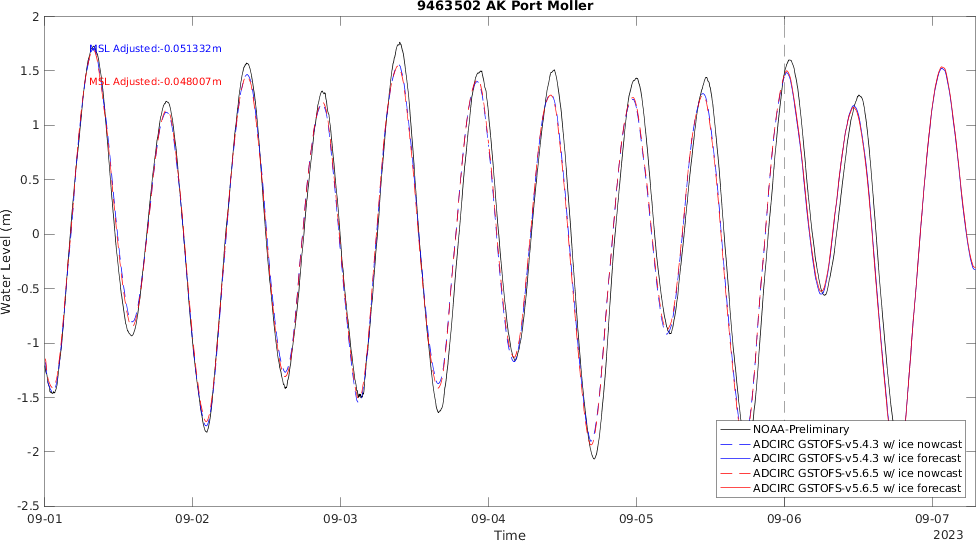 9463502 AK Port Moller
MSL Adjusted:-0.051332m
MSL Adjusted:-0.048007m
Water Level (m)
2
1.5
1
0.5
0
-0.5
-1
-1.5
-2
-2.5
NOAA-Preliminary
ADCIRC GSTOFS-v5.4.3 w/ ice nowcast
ADCIRC GSTOFS-v5.4.3 w/ ice forecast
ADCIRC GSTOFS-v5.6.5 w/ ice nowcast
ADCIRC GSTOFS-v5.6.5 w/ ice forecast
09-01 09-02 09-03 09-04 09-05 09-06 09-07
Time
2023